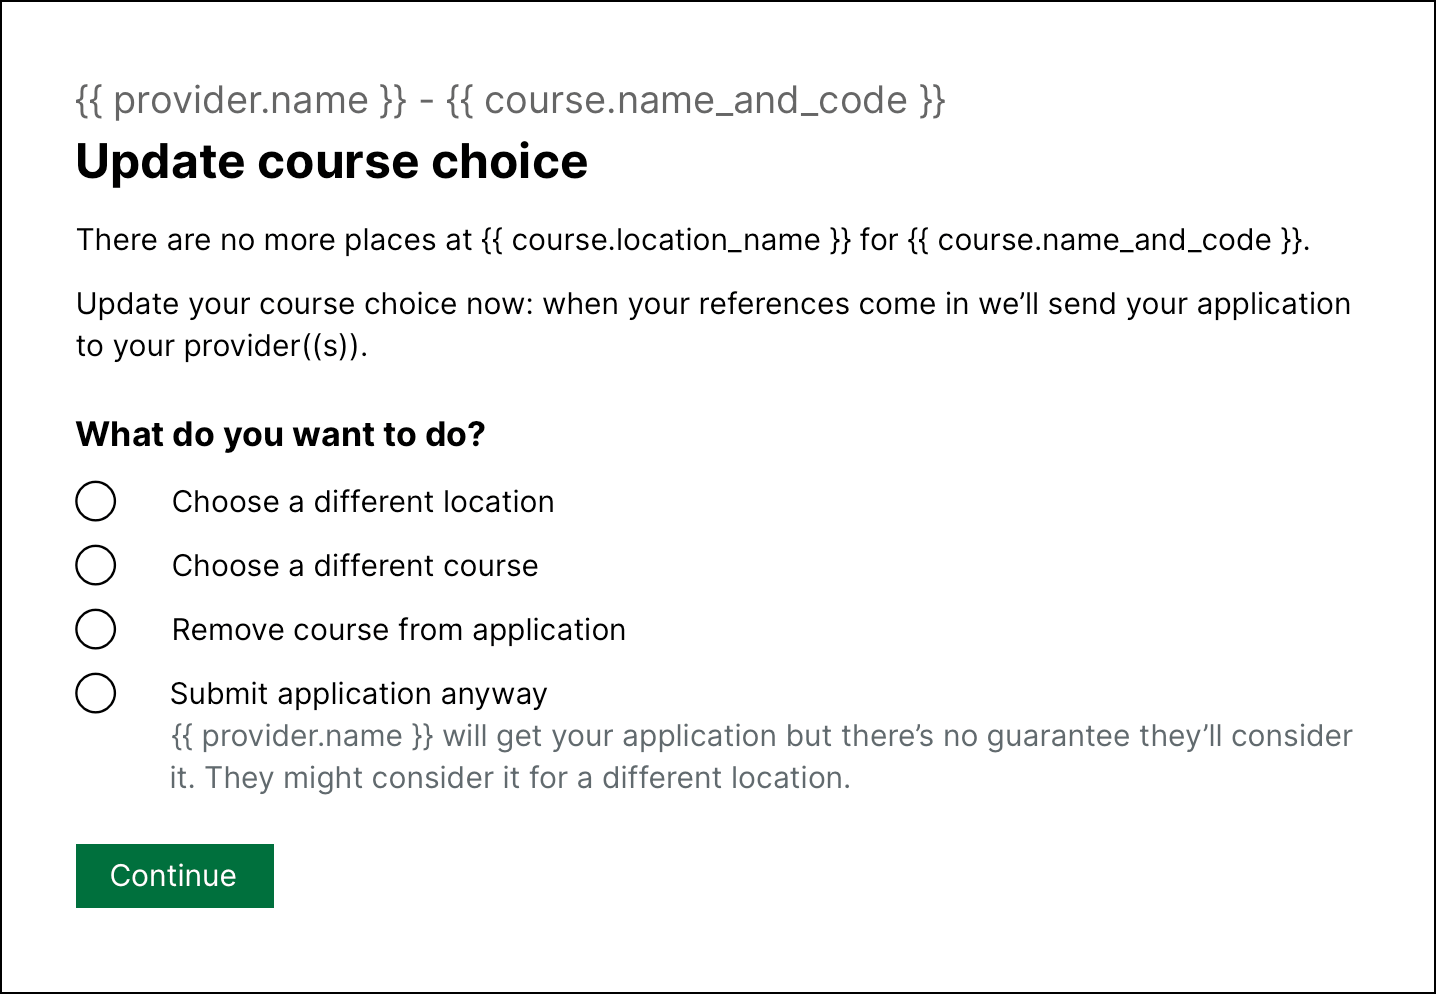 {{ provider.name }} - {{ course.name_and_code }}
Update course choice
There are no more places at {{ course.location_name }} for {{ course.name_and_code }}.
Update your course choice now: when your references come in we’ll send your application
to your provider((s)).
What do you want to do?
Choose a different location
Choose a different course
Remove course from application
Submit application anyway
{{ provider.name }} will get your application but there’s no guarantee they’ll consider
it. They might consider it for a different location.
Continue